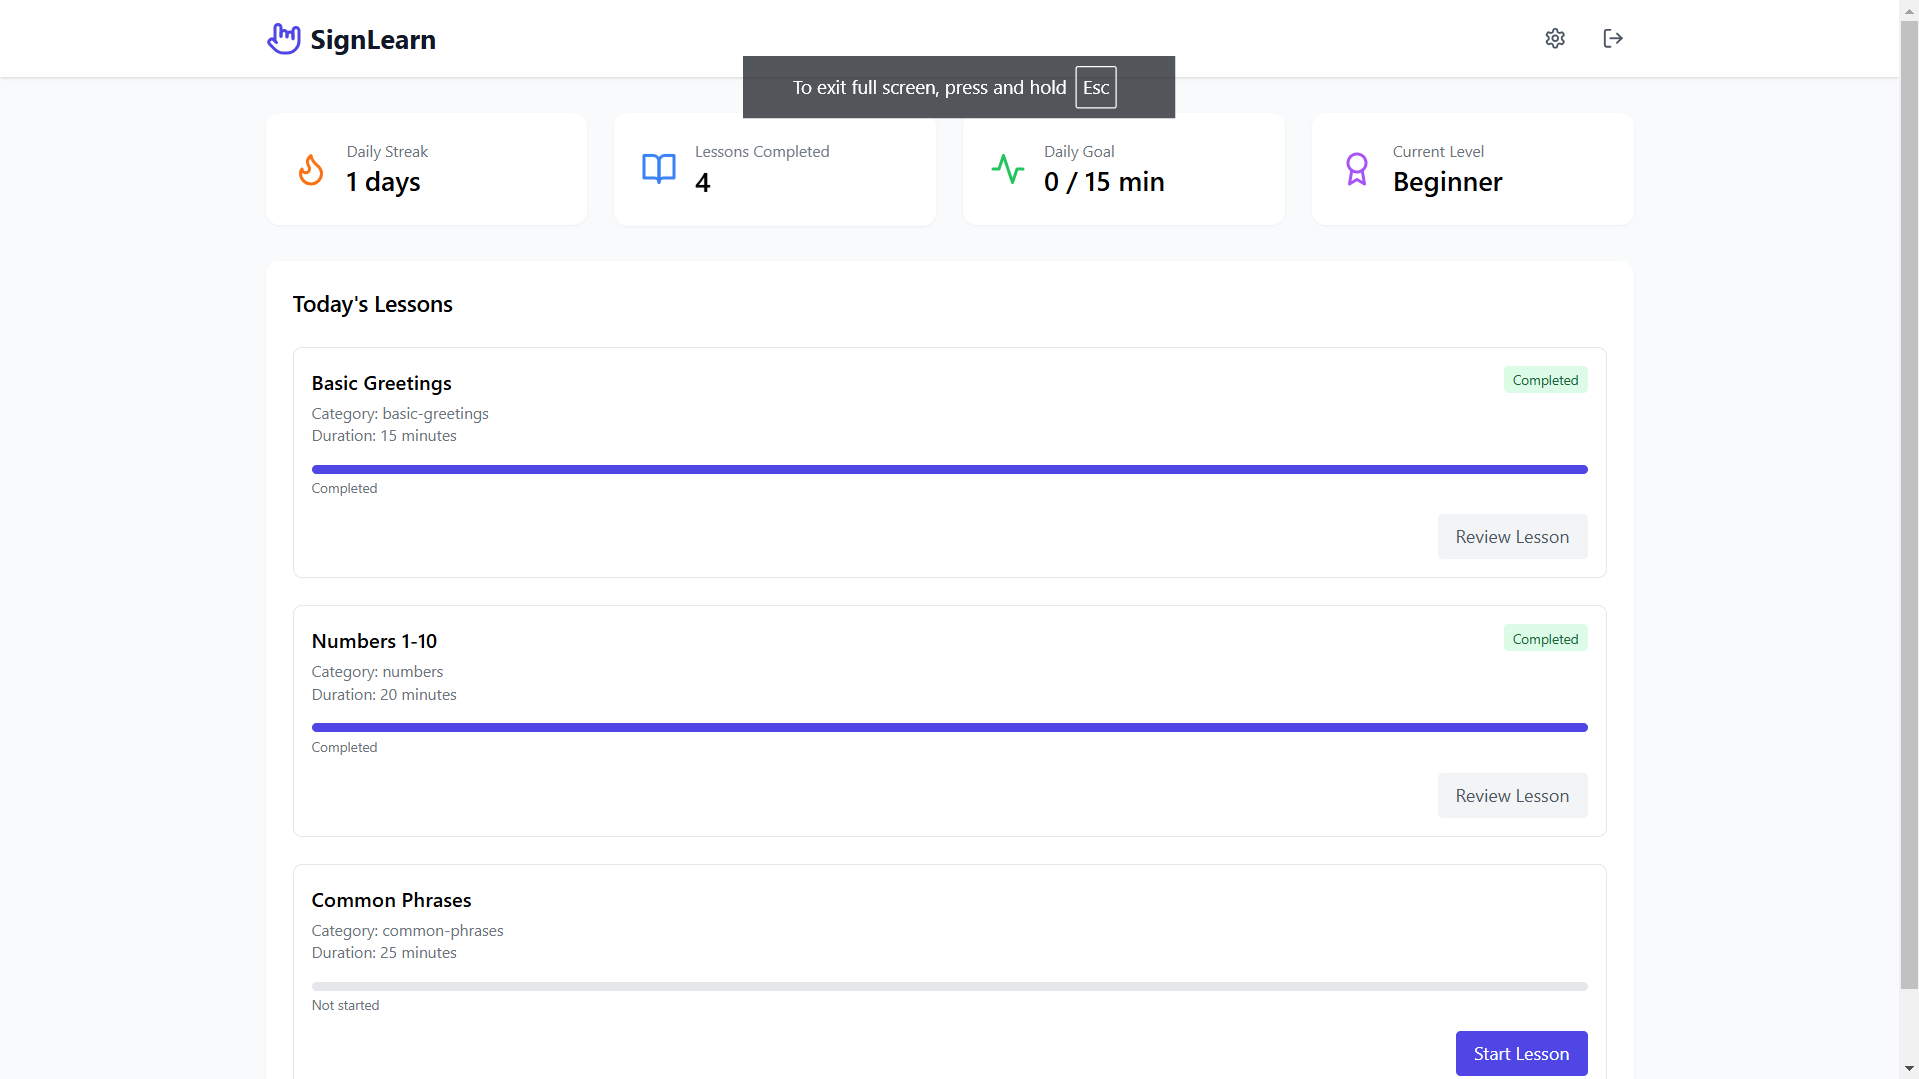 SignLearn
To exit full screen, press and hold Esc
Daily Streak
1 days
Lessons Completed
4
Daily Goal
0 / 15 min
Current Level
Beginner
Today's Lessons
Basic Greetings
Completed
Category: basic-greetings
Duration: 15 minutes
Completed
Review Lesson
Numbers 1-10
Completed
Category: numbers
Duration: 20 minutes
Completed
Review Lesson
Common Phrases
Category: common-phrases
Duration: 25 minutes
Not started
Start Lesson